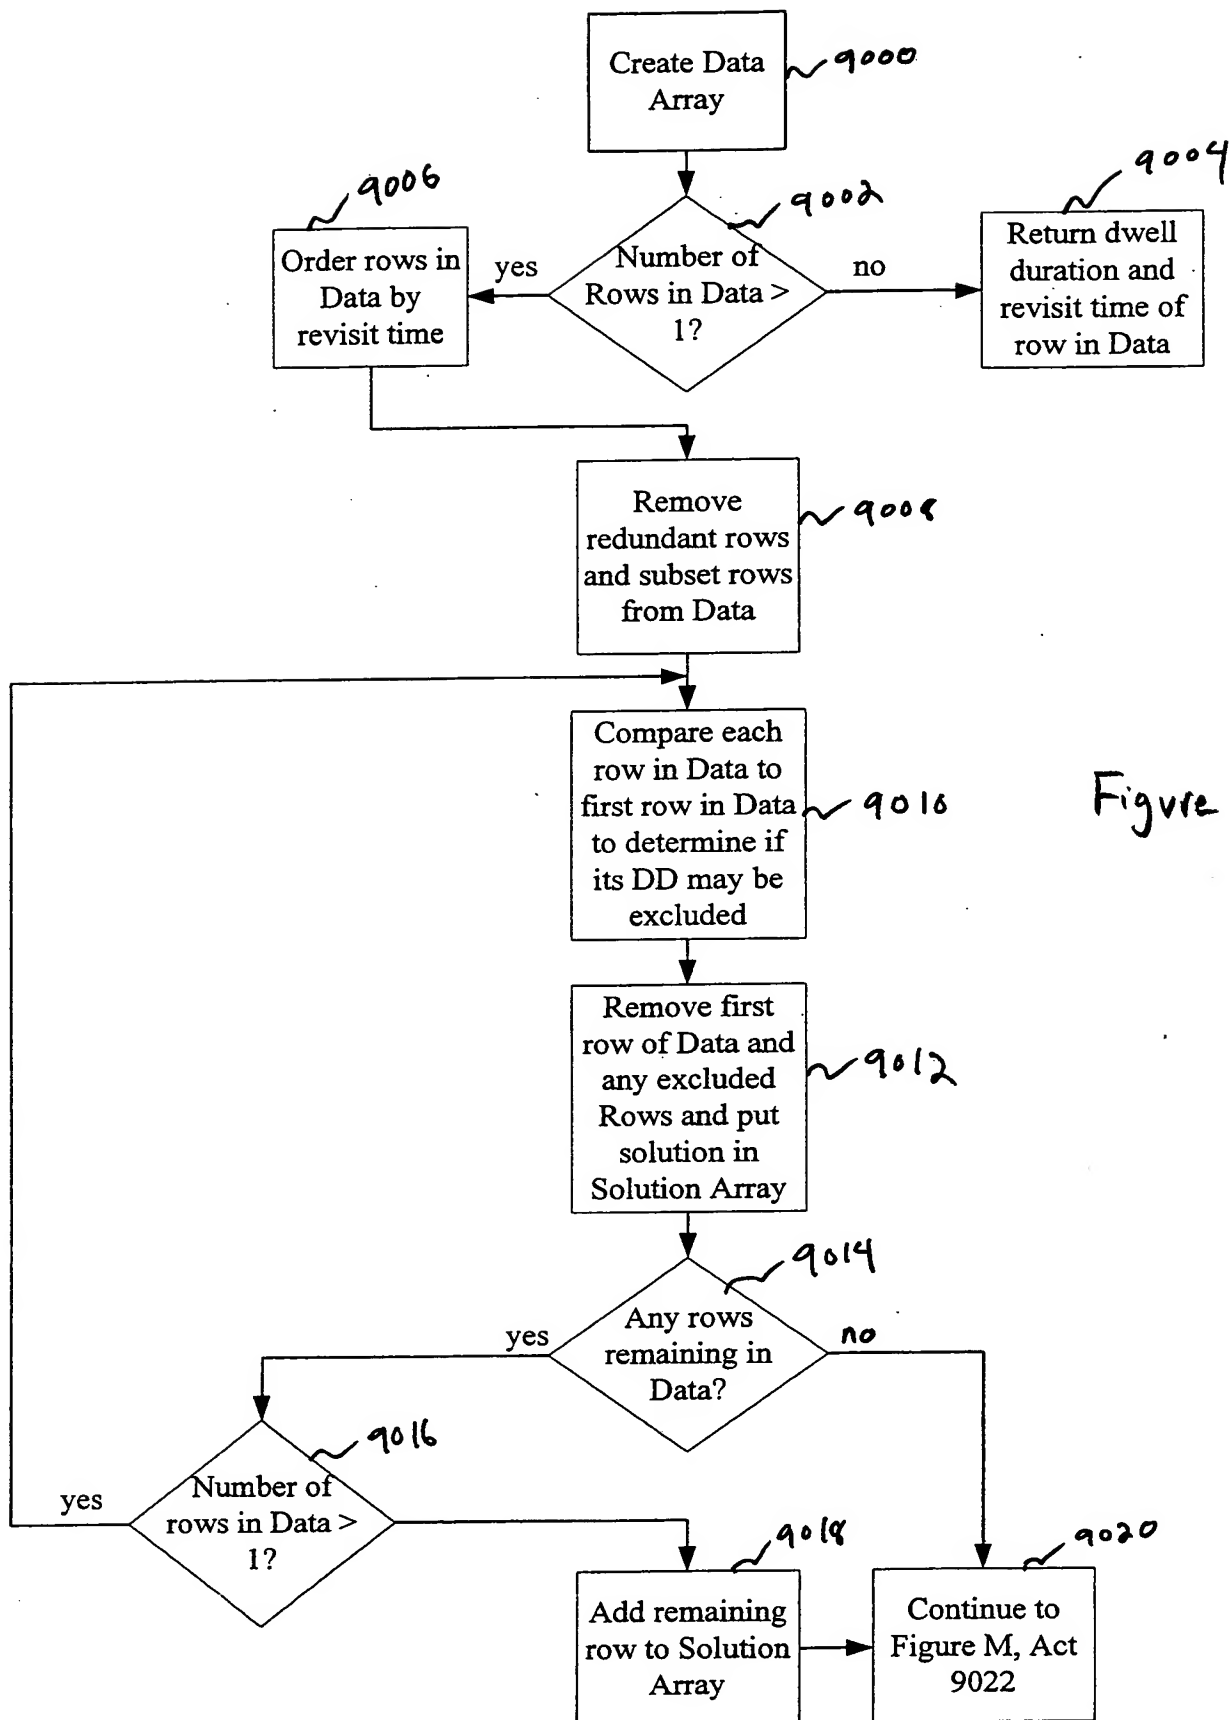 Create Data
Array
9000
9006
9002
9004
Order rows in
Data by
revisit time
yes
Number of
Rows in Data >
1?
no
Return dwell
duration and
revisit time of
row in Data
Remove
redundant rows
and subset rows
from Data
9008
Compare each
row in Data to
first row in Data
to determine if
its DD may be
excluded
9010
Figure
Remove first
row of Data and
any excluded
Rows and put
solution in
Solution Array
9012
9014
yes
Any rows
remaining in
Data?
no
9016
yes
Number of
rows in Data >
1?
9018
9020
Add remaining
row to Solution
Array
Continue to
Figure M, Act
9022